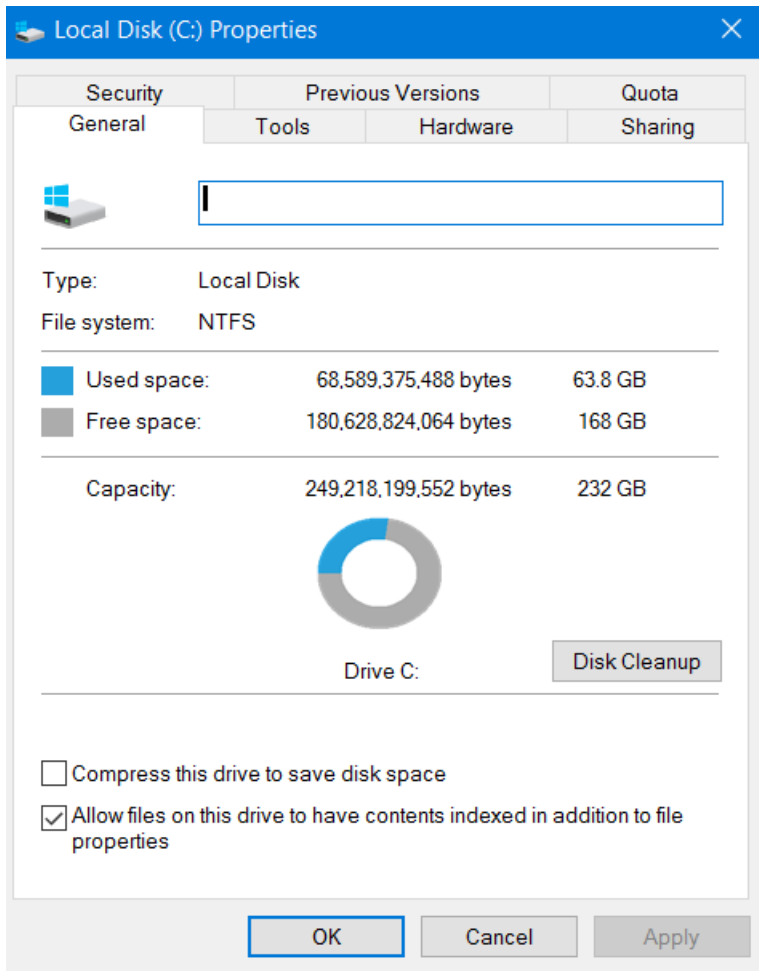 Local Disk (C:) Properties
Security Previous Versions Quota
General Tools Hardware Sharing
Type: Local Disk
File system: NTFS
Used space: 68,589,375,488 bytes 63.8 GB
Free space: 180,628,824,064 bytes 168 GB
Capacity: 249,218,199,552 bytes 232 GB
Drive C:
Disk Cleanup
Compress this drive to save disk space
Allow files on this drive to have contents indexed in addition to file
properties
OK Cancel Apply